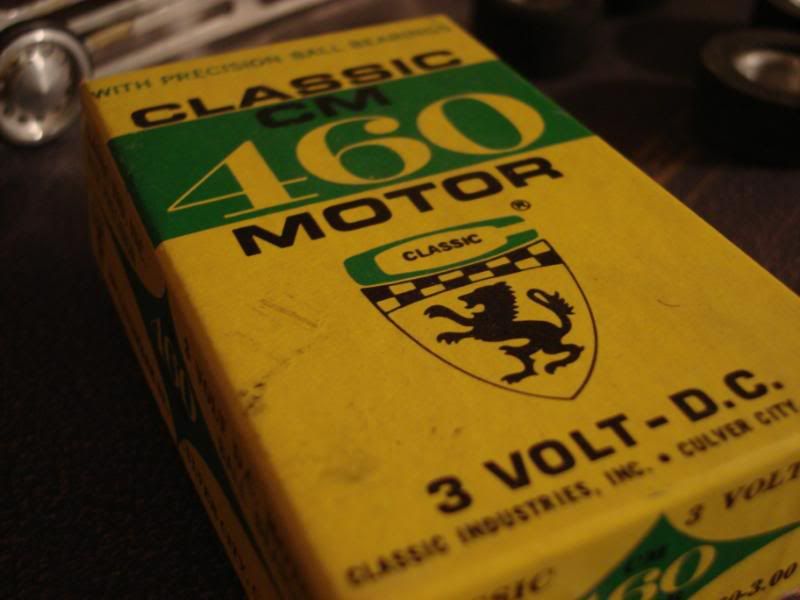 WITH PRECISION BALL BEARINGS
CLASSIC
CM
460
MOTOR
®
CLASSIC
3 VOLT-D.C.
CLASSIC INDUSTRIES, INC. • CULVER CITY
3 VOLT
CM
460